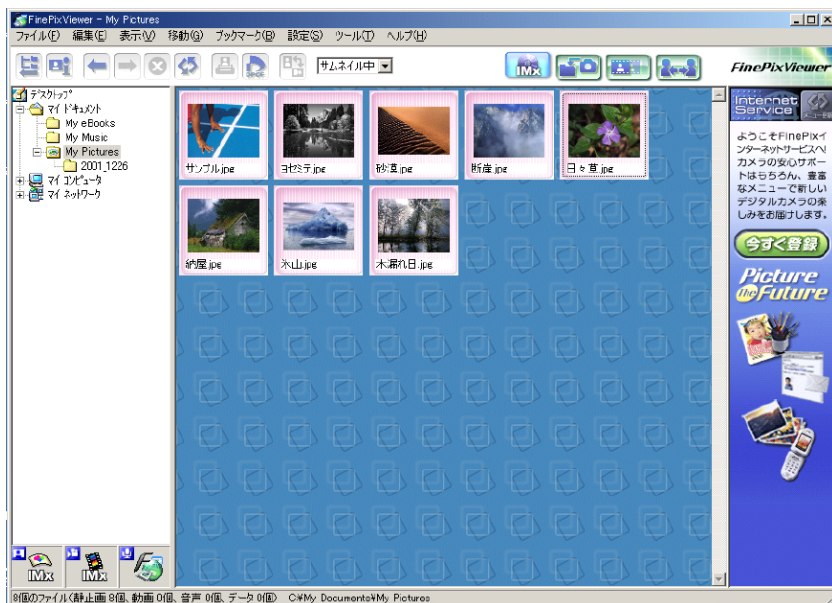 FinePixViewer - My Pictures
ファイル(F) 編集(E) 表示(V) 移動(G) ブックマーク(B) 設定(S) ツール(T) ヘルプ(H)
サムネイル中
IMx
FinePixViewer
デスクトップ
マイ ドキュメント
My eBooks
My Music
My Pictures
2001_1226
マイ コンピュータ
マイ ネットワーク
サンプル.jpg
ヨセミテ.jpg
砂漠.jpg
断崖.jpg
日々草.jpg
納屋.jpg
氷山.jpg
木漏れ日.jpg
Internet
Service
ようこそFinePixイ
ンターネットサービスへ!
カメラの安心サポー
トはもちろん、豊富
なメニューで新しい
デジタルカメラの楽
しみをお届けします。
今すぐ登録
Picture
the Future
IMx
IMx
8個のファイル(静止画 8個、動画 0個、音声 0個、データ 0個) C:¥My Documents¥My Pictures